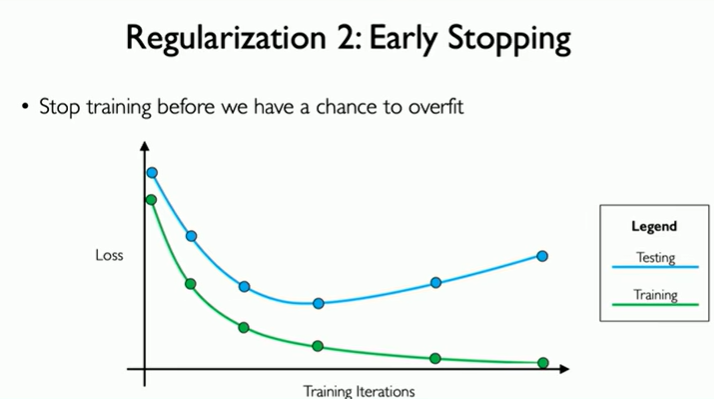 Regularization 2: Early Stopping
• Stop training before we have a chance to overfit
Loss
Legend
Testing
Training
Training Iterations